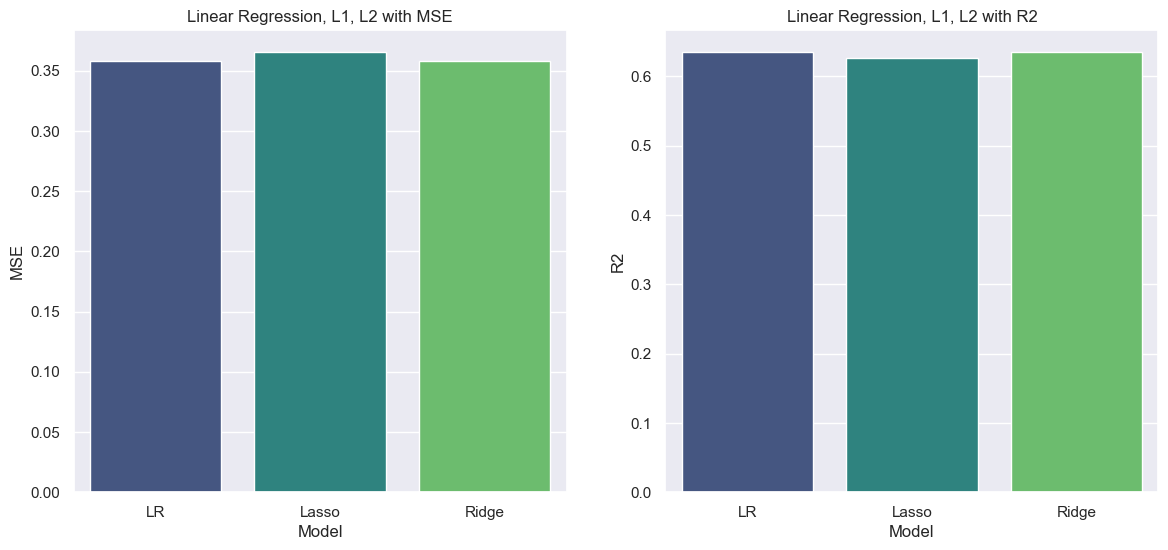 Linear Regression, L1, L2 with MSE
MSE
0.35
0.30
0.25
0.20
0.15
0.10
0.05
0.00
LR Lasso Ridge
Model
Linear Regression, L1, L2 with R2
R2
0.6
0.5
0.4
0.3
0.2
0.1
0.0
LR Lasso Ridge
Model